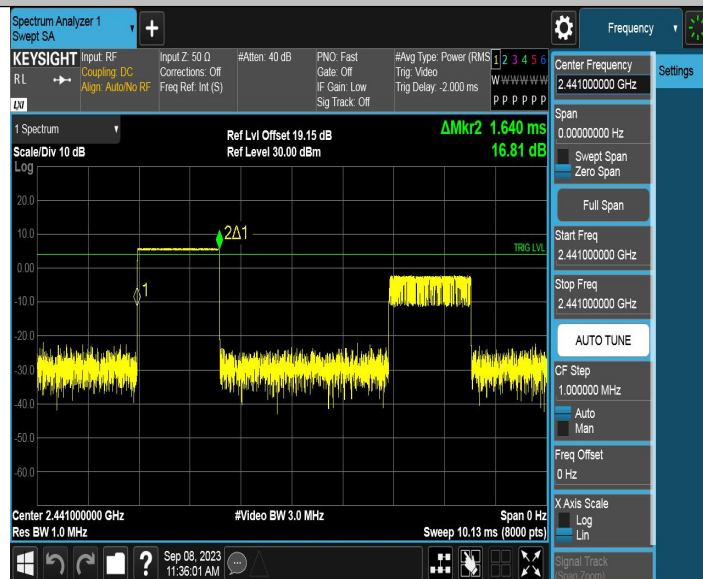 Spectrum Analyzer 1
Swept SA
+
Frequency
KEYSIGHT
RL
LXI
Input: RF
Coupling: DC
Align: Auto/No RF
Input Z: 50 Ω
Corrections: Off
Freq Ref: Int (S)
#Atten: 40 dB
PNO: Fast
Gate: Off
IF Gain: Low
Sig Track: Off
#Avg Type: Power (RMS
Trig: Video
Trig Delay: -2.000 ms
1 2 3 4 5 6
W W W W W W
P P P P P P
Center Frequency
2.441000000 GHz
Settings
Span
0.00000000 Hz
Swept Span
Zero Span
Full Span
Start Freq
2.441000000 GHz
Stop Freq
2.441000000 GHz
AUTO TUNE
CF Step
1.000000 MHz
Auto
Man
Freq Offset
0 Hz
X Axis Scale
Log
Lin
Signal Track
(Span Zoom)
1 Spectrum
Scale/Div 10 dB
Log
Ref Lvl Offset 19.15 dB
Ref Level 30.00 dBm
ΔMkr2 1.640 ms
16.81 dB
20.0
10.0
0.00
-10.0
-20.0
-30.0
-40.0
-50.0
-60.0
2Δ1
1
TRIG LVL
Center 2.441000000 GHz
#Video BW 3.0 MHz
Span 0 Hz
Res BW 1.0 MHz
Sweep 10.13 ms (8000 pts)
?
Sep 08, 2023
11:36:01 AM